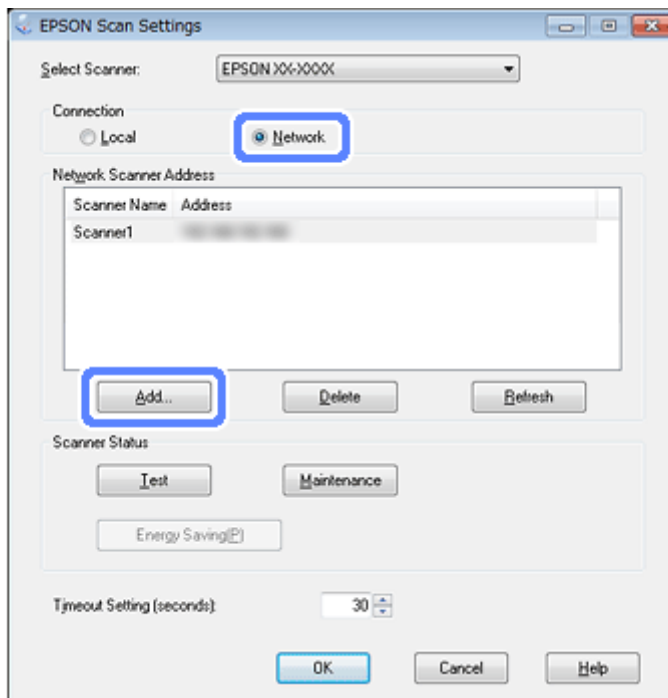 EPSON Scan Settings
Select Scanner: EPSON XX-XXXX
Connection
Local Network
Network Scanner Address
Scanner Name Address
Scanner1
Add... Delete Refresh
Scanner Status
Test Maintenance
Energy Saving(P)
Timeout Setting (seconds): 30
OK Cancel Help